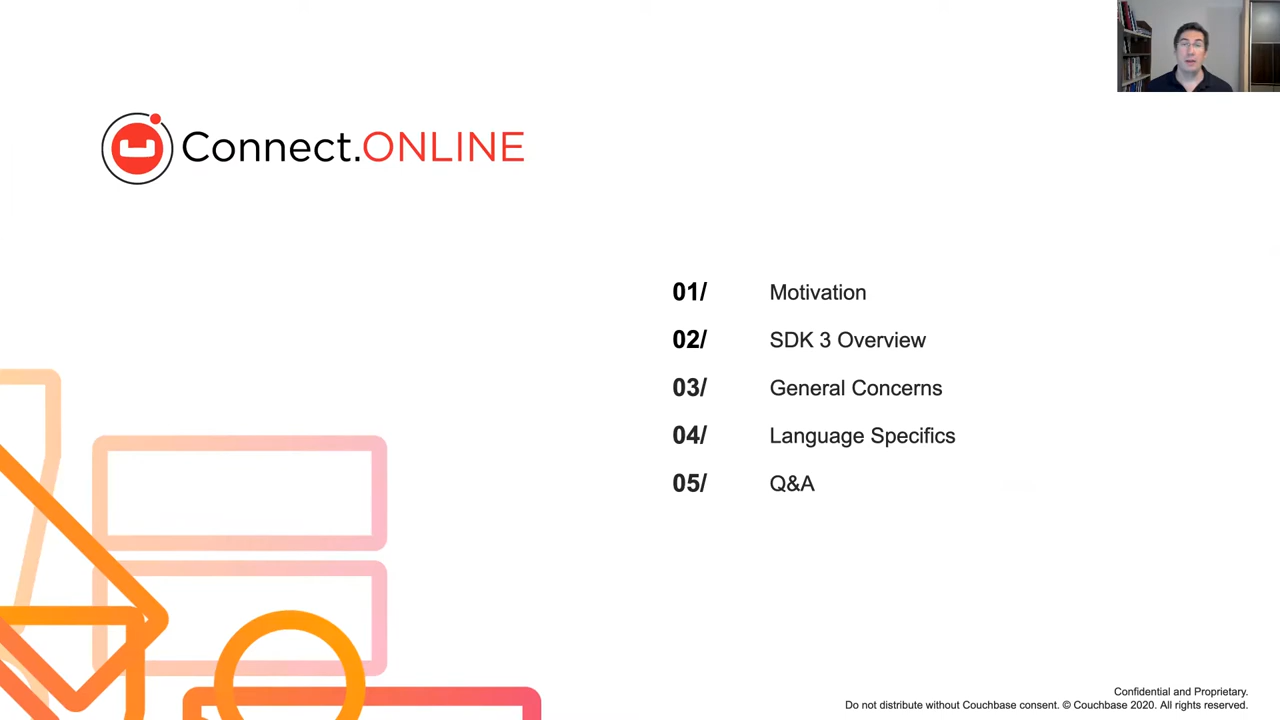 Connect.ONLINE
01/ Motivation
02/ SDK 3 Overview
03/ General Concerns
04/ Language Specifics
05/ Q&A
Confidential and Proprietary.
Do not distribute without Couchbase consent. © Couchbase 2020. All rights reserved.